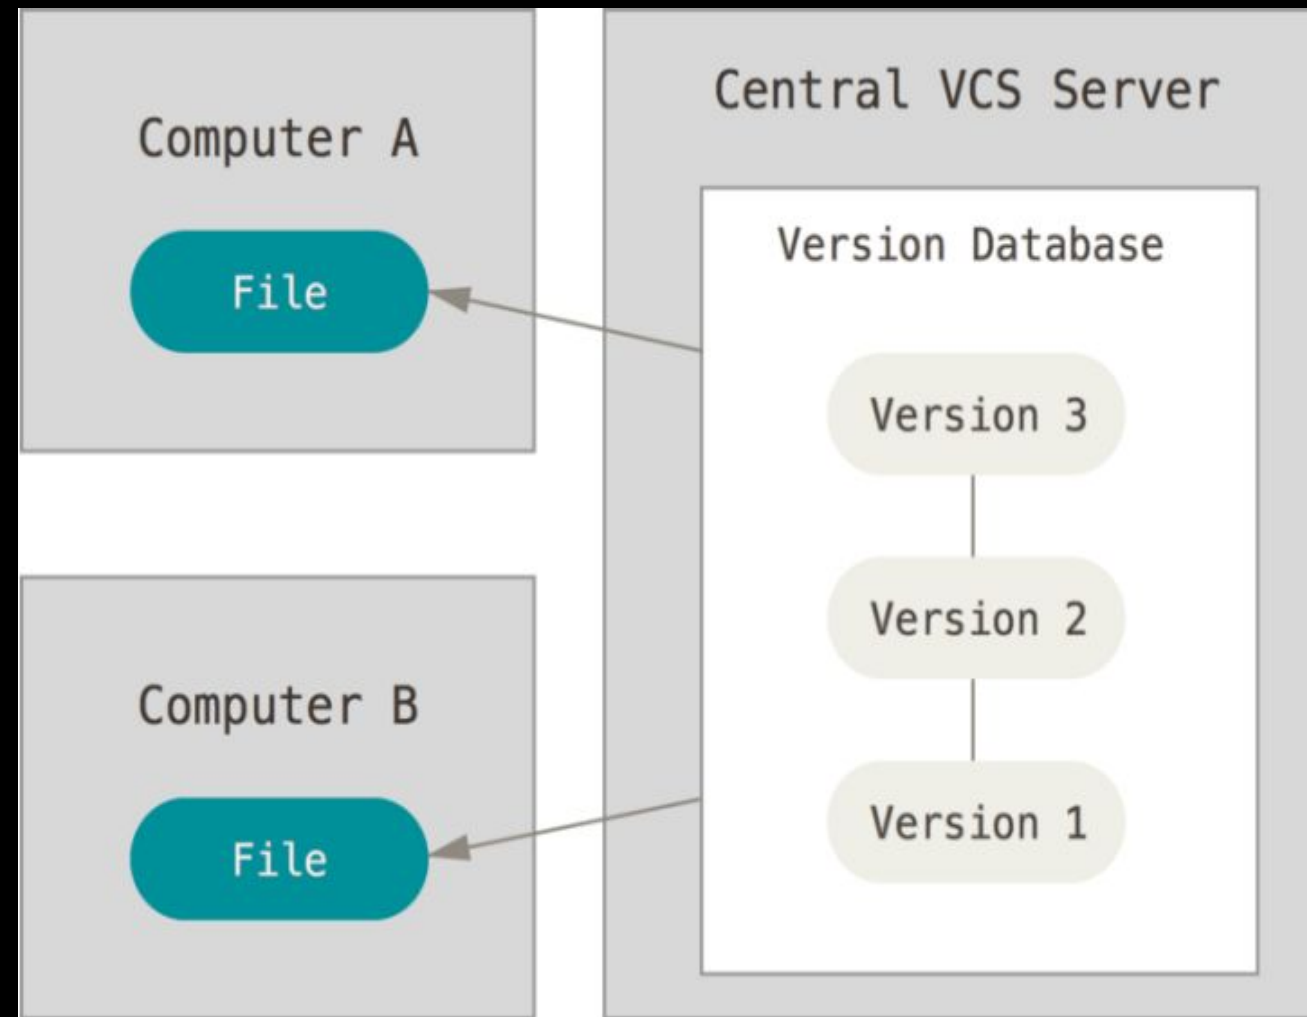 Computer A
File
Computer B
File
Central VCS Server
Version Database
Version 3
Version 2
Version 1